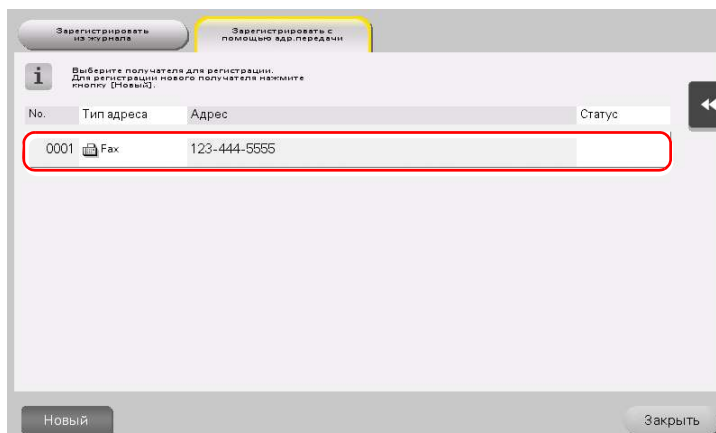 Зарегистрировать
из журнала
Зарегистрировать с
помощью адр.передачи
Выберите получателя для регистрации.
Для регистрации нового получателя нажмите
кнопку [Новый].
No. Тип адреса Адрес Статус
0001 Fax 123-444-5555
Новый Закрыть